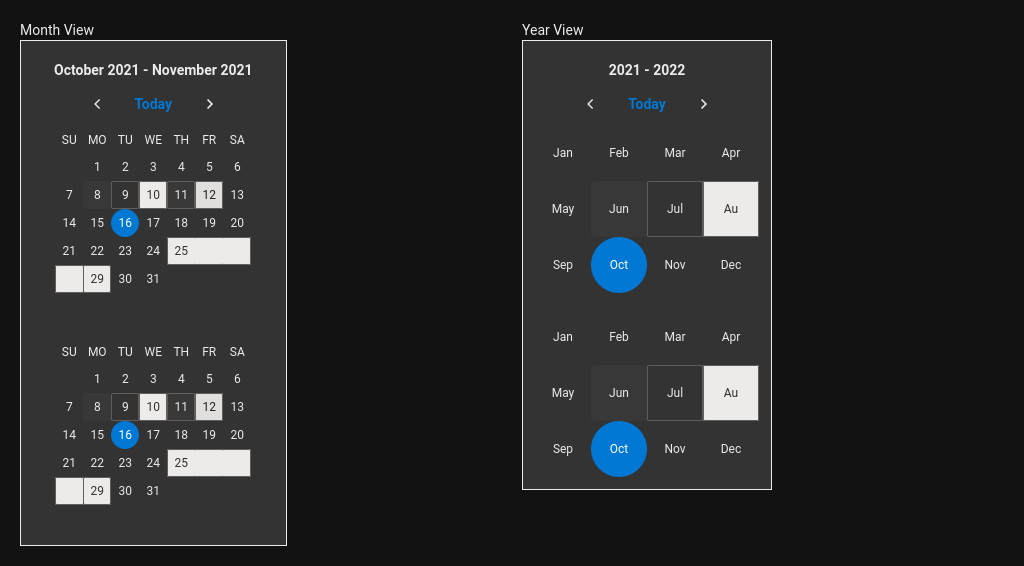 Month View
October 2021 - November 2021
Today
SU MO TU WE TH FR SA
1 2 3 4 5 6
7 8 9 10 11 12 13
14 15 16 17 18 19 20
21 22 23 24 25
29 30 31
SU MO TU WE TH FR SA
1 2 3 4 5 6
7 8 9 10 11 12 13
14 15 16 17 18 19 20
21 22 23 24 25
29 30 31
Year View
2021 - 2022
Today
Jan Feb Mar Apr
May Jun Jul Au
Sep Oct Nov Dec
Jan Feb Mar Apr
May Jun Jul Au
Sep Oct Nov Dec